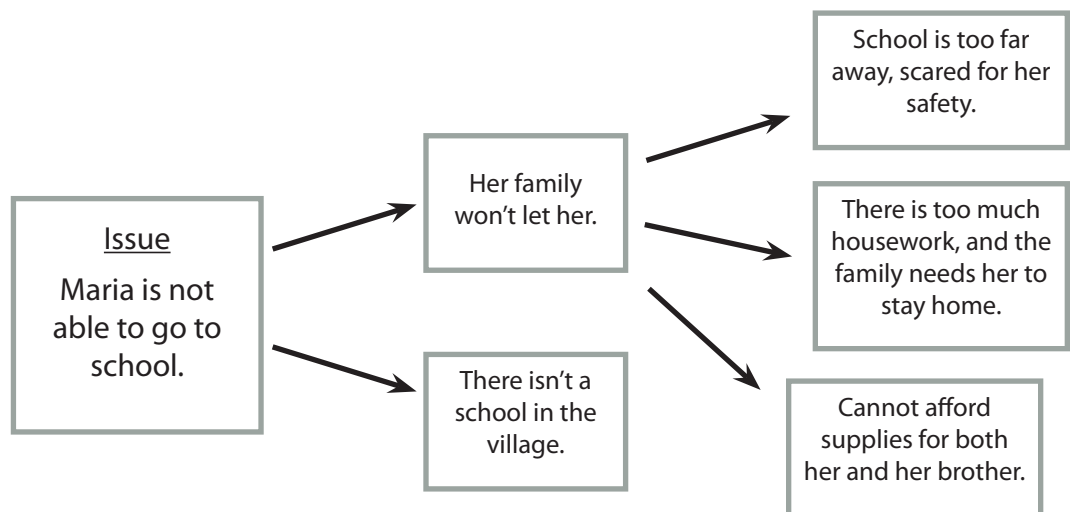 Issue
Maria is not
able to go to
school.
Her family
won’t let her.
There isn’t a
school in the
village.
School is too far
away, scared for her
safety.
There is too much
housework, and the
family needs her to
stay home.
Cannot afford
supplies for both
her and her brother.